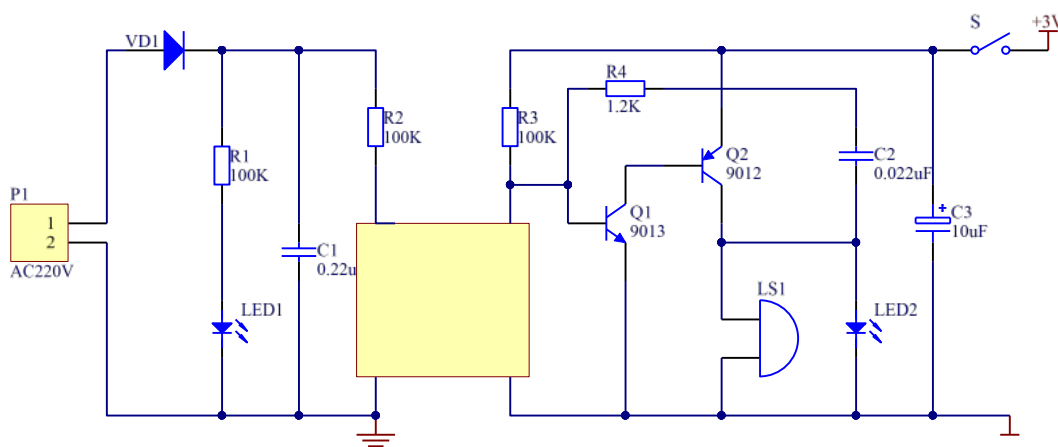 S
+3V
VD1
R4
1.2K
R2
100K
R3
100K
R1
100K
Q2
9012
C2
0.022uF
P1
1
2
AC220V
Q1
9013
C3
+
10uF
C1
0.22u
LED1
LS1
LED2